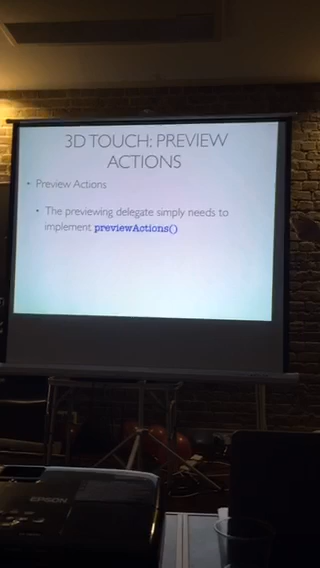 3D TOUCH: PREVIEW
ACTIONS
• Preview Actions
• The previewing delegate simply needs to
implement previewActions()
EPSON